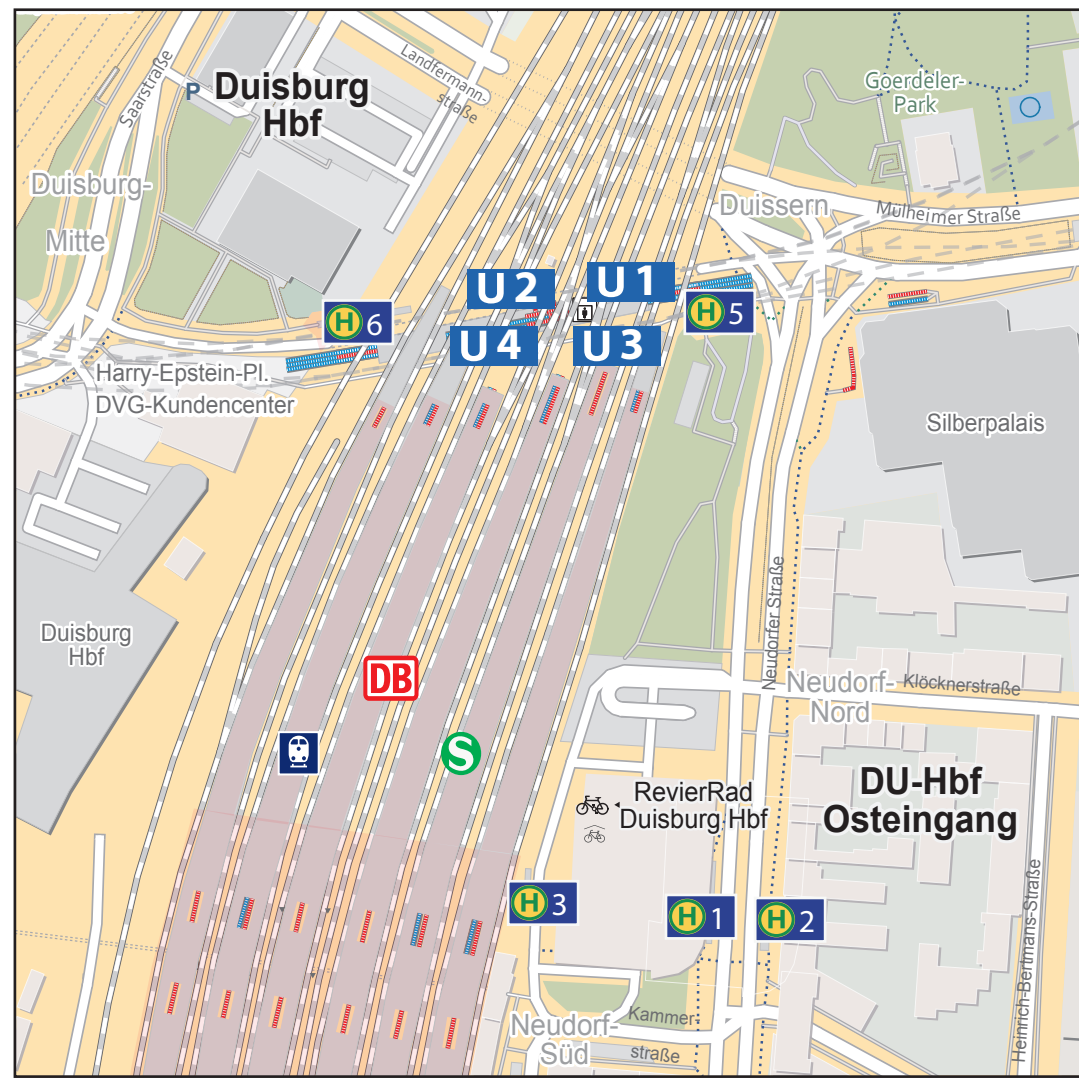 Saarstraße
P
Duisburg
Hbf
Landfermann-
straße
Goerdeler-
Park
Duisburg-
Mitte
Duissern
Mülheimer Straße
U 2
U 1
U 4
U 3
H 6
H 5
Harry-Epstein-Pl.
DVG-Kundencenter
Silberpalais
Neudorfer Straße
Duisburg
Hbf
DB
S
Neudorf-
Nord
Klöcknerstraße
RevierRad
Duisburg Hbf
DU-Hbf
Osteingang
H 3
H 1
H 2
Heinrich-Bertmans-Straße
Neudorf-
Süd
Kammer-
straße